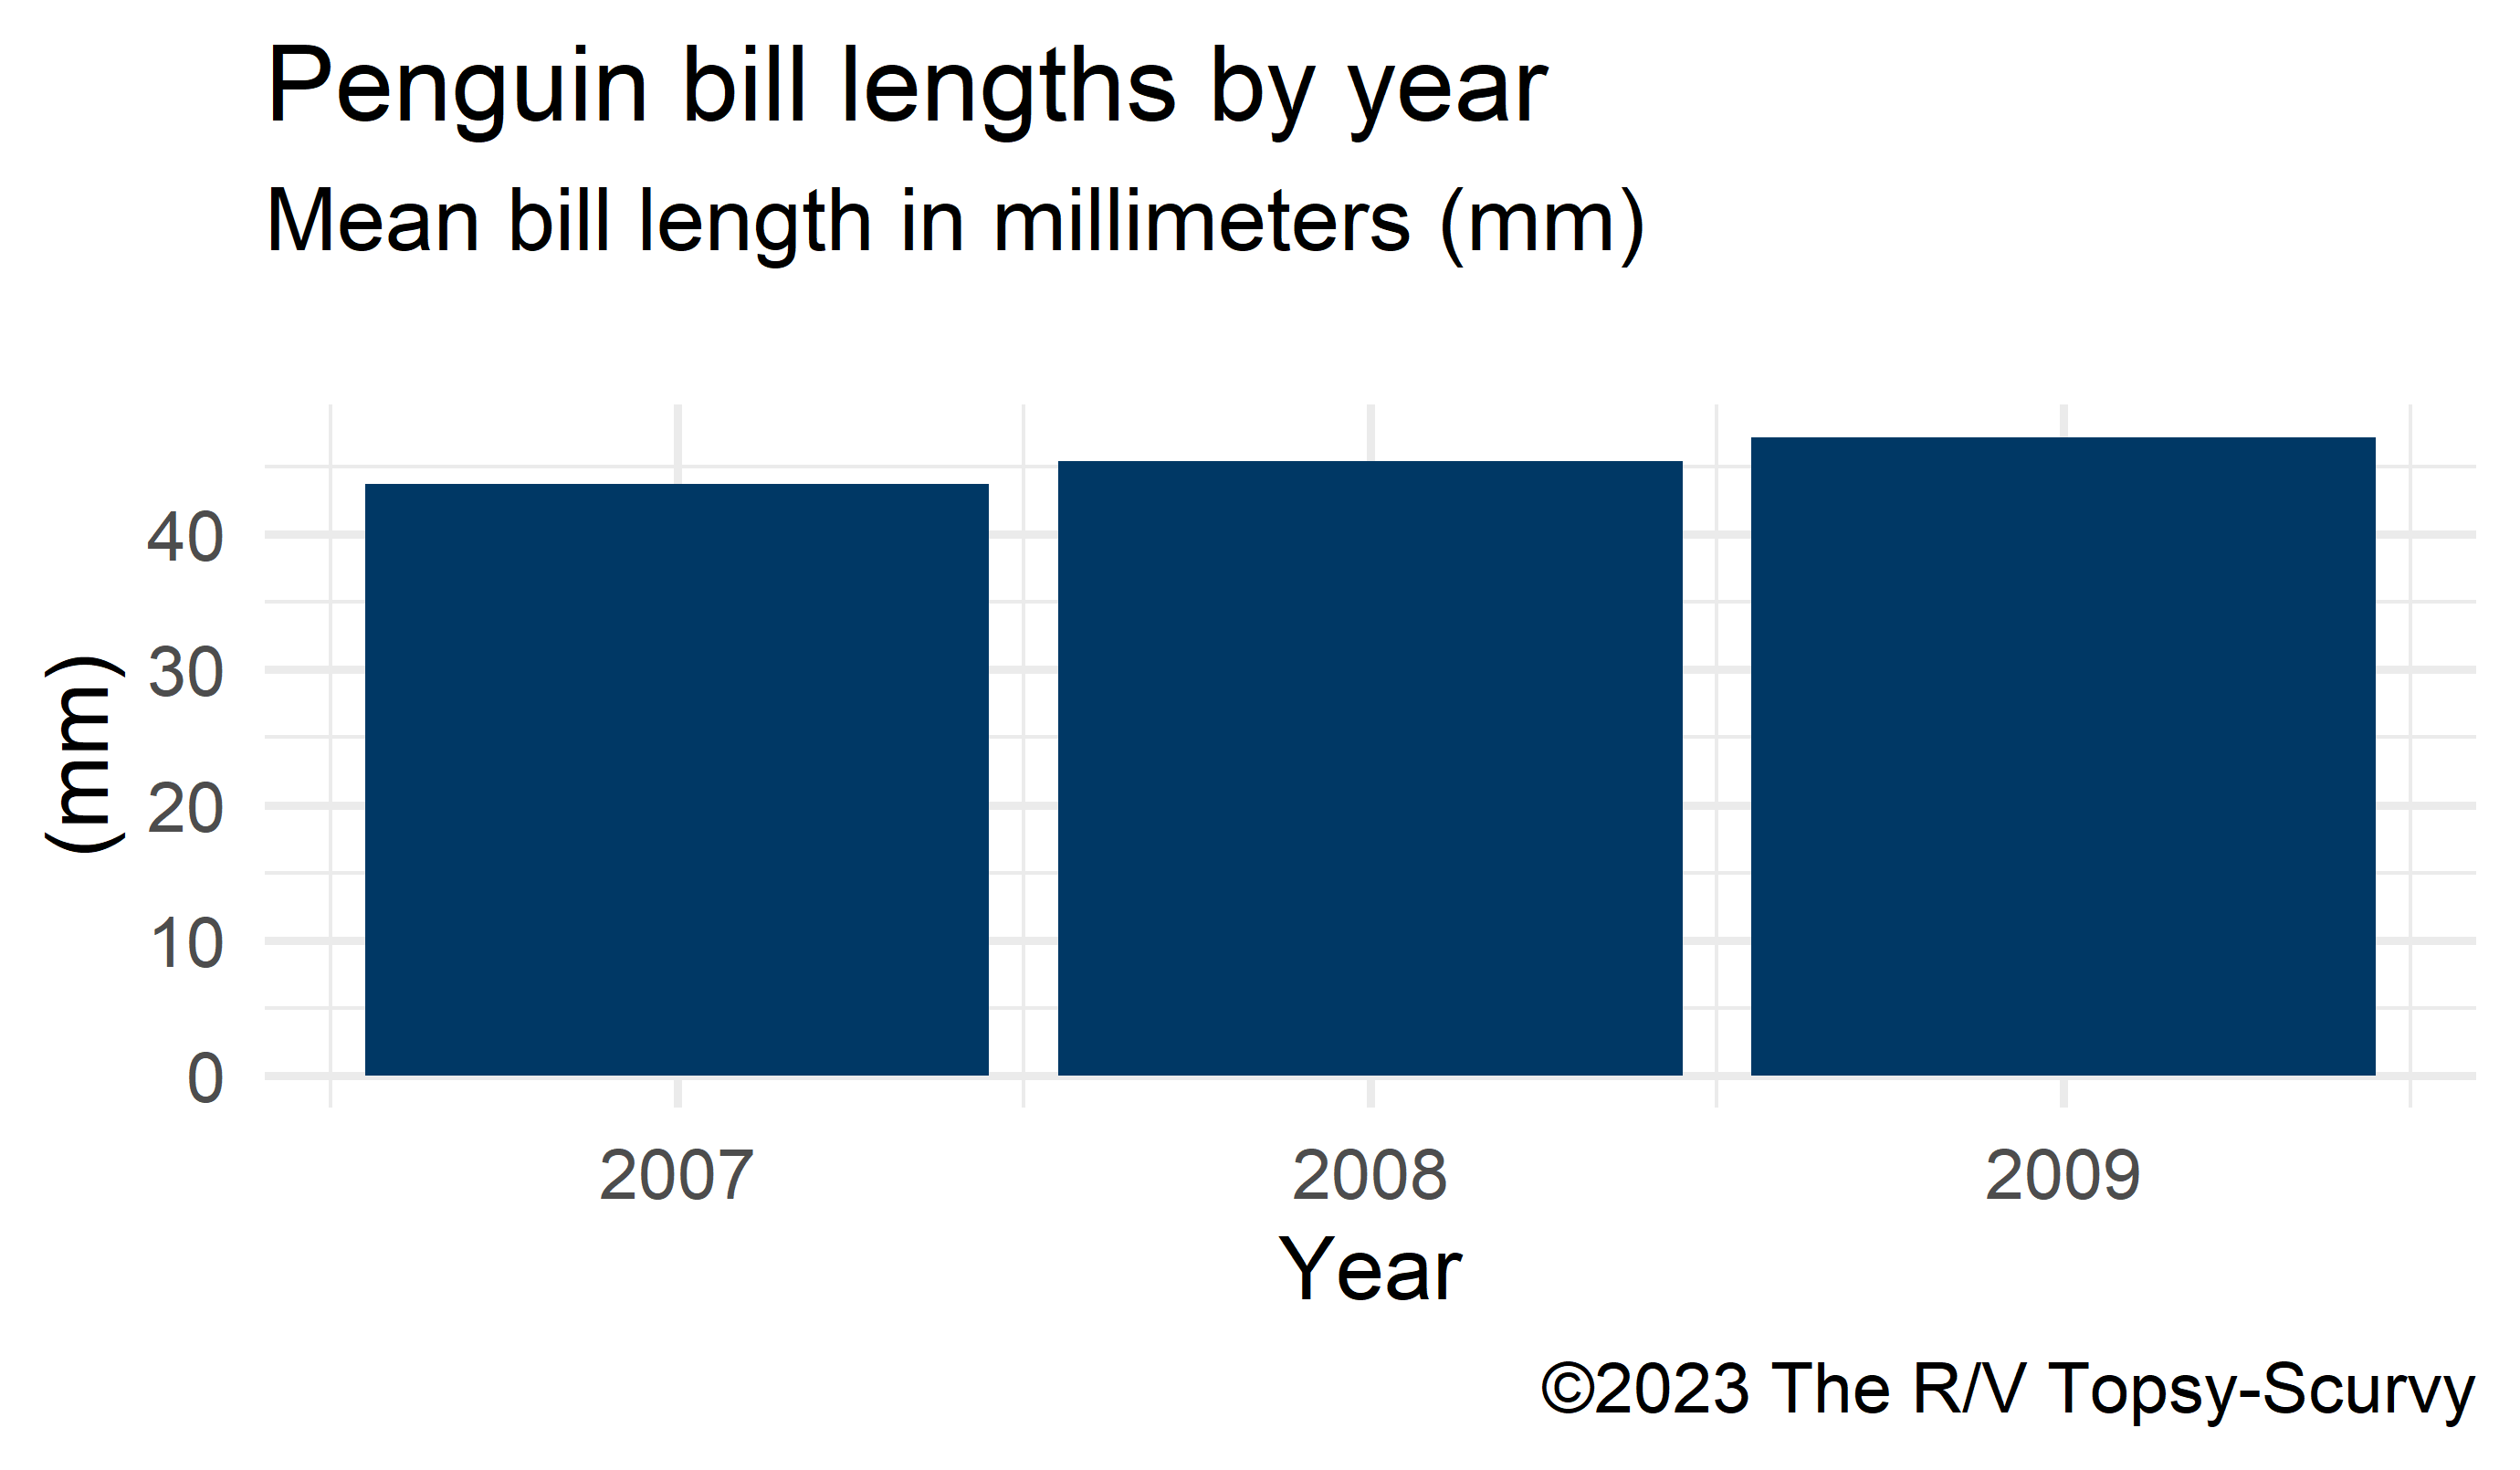 Penguin bill lengths by year
Mean bill length in millimeters (mm)
(mm)
40
30
20
10
0
2007 2008 2009
Year
©2023 The R/V Topsy-Scurvy